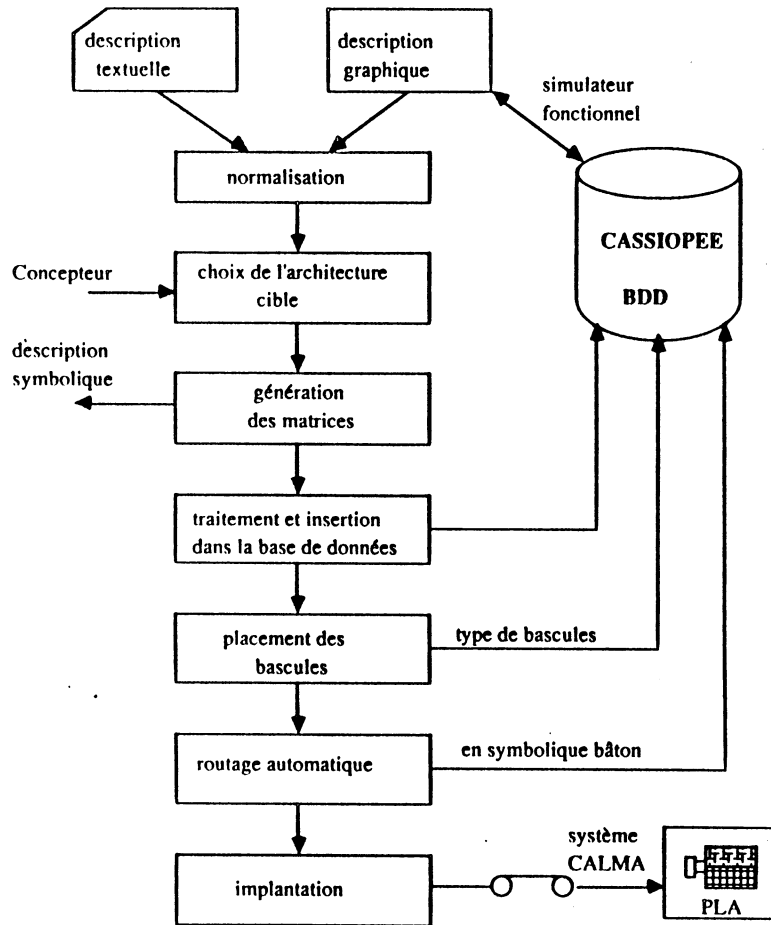 description
textuelle
description
graphique
simulateur
fonctionnel
normalisation
CASSIOPEE
BDD
Concepteur
choix de l'architecture
cible
dèscription
symbolique
génération
des matrices
traitement et insertion
dans la base de données
placement des
bascules
type de bascules
routage automatique
en symbolique bâton
implantation
système
CALMA
PLA